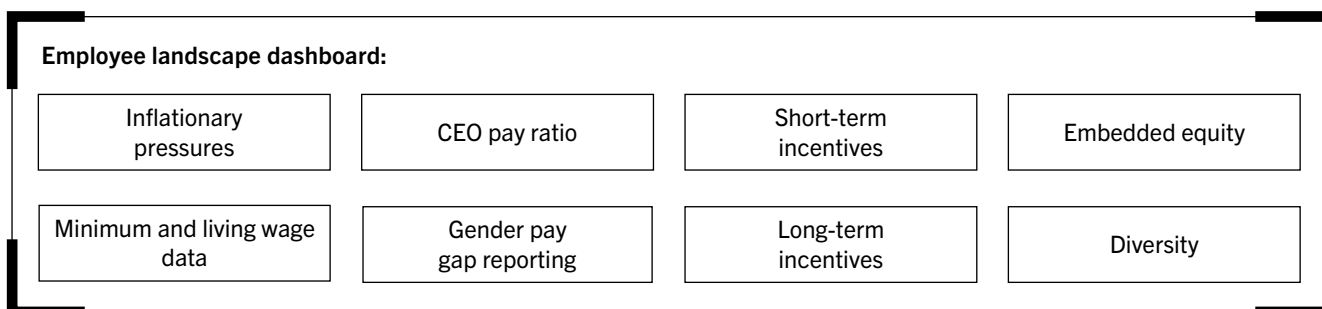 Employee landscape dashboard:
Inflationary
pressures
CEO pay ratio
Short-term
incentives
Embedded equity
Minimum and living wage
data
Gender pay
gap reporting
Long-term
incentives
Diversity